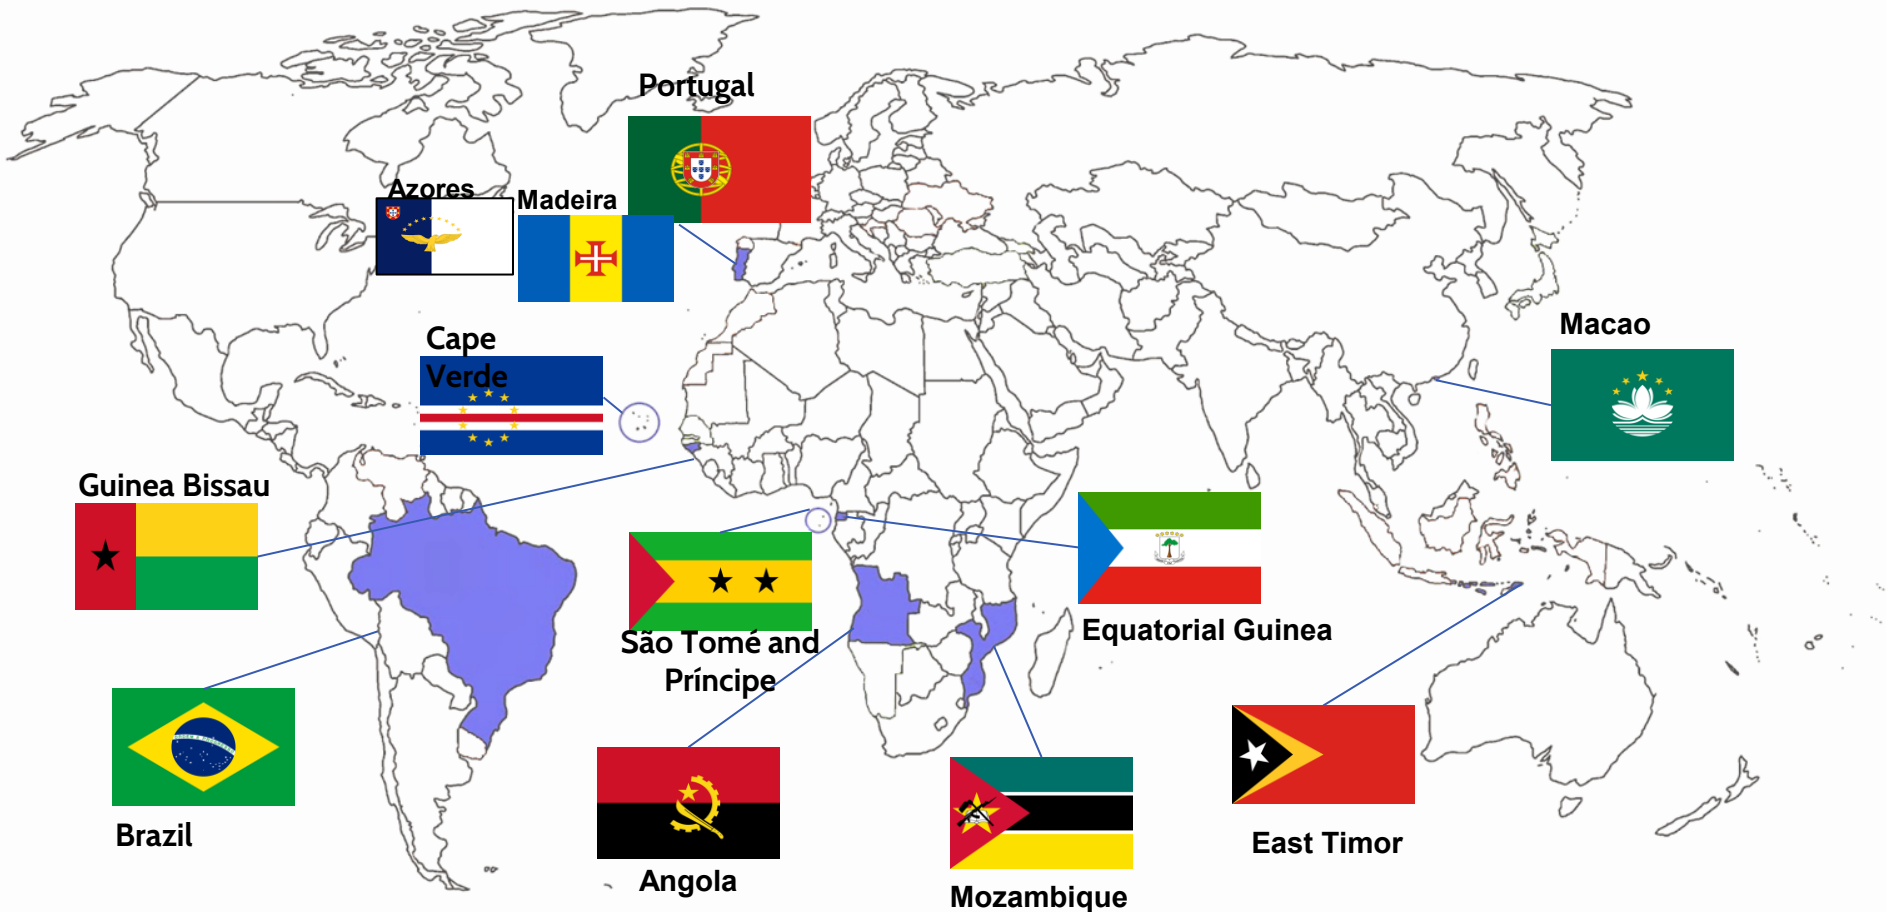 Portugal
Azores
Madeira
Cape
Verde
Macao
Guinea Bissau
São Tomé and
Príncipe
Equatorial Guinea
Brazil
Angola
Mozambique
East Timor